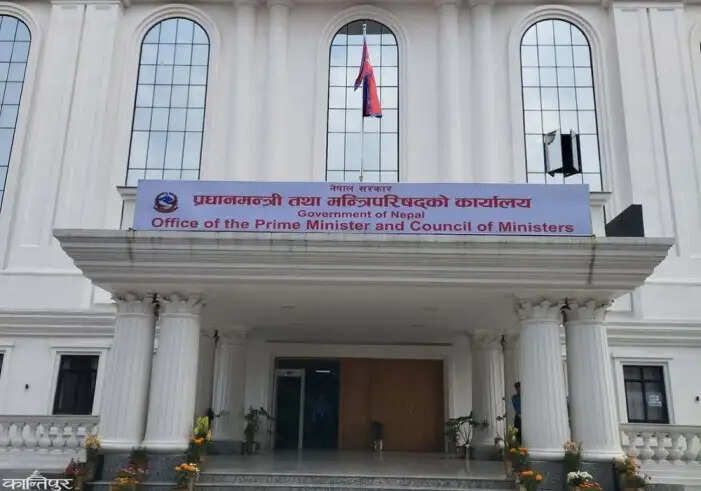 नेपाल सरकार
प्रधानमन्त्री तथा मन्त्रिपरिषद्को कार्यालय
Government of Nepal
Office of the Prime Minister and Council of Ministers
कान्तिपुर